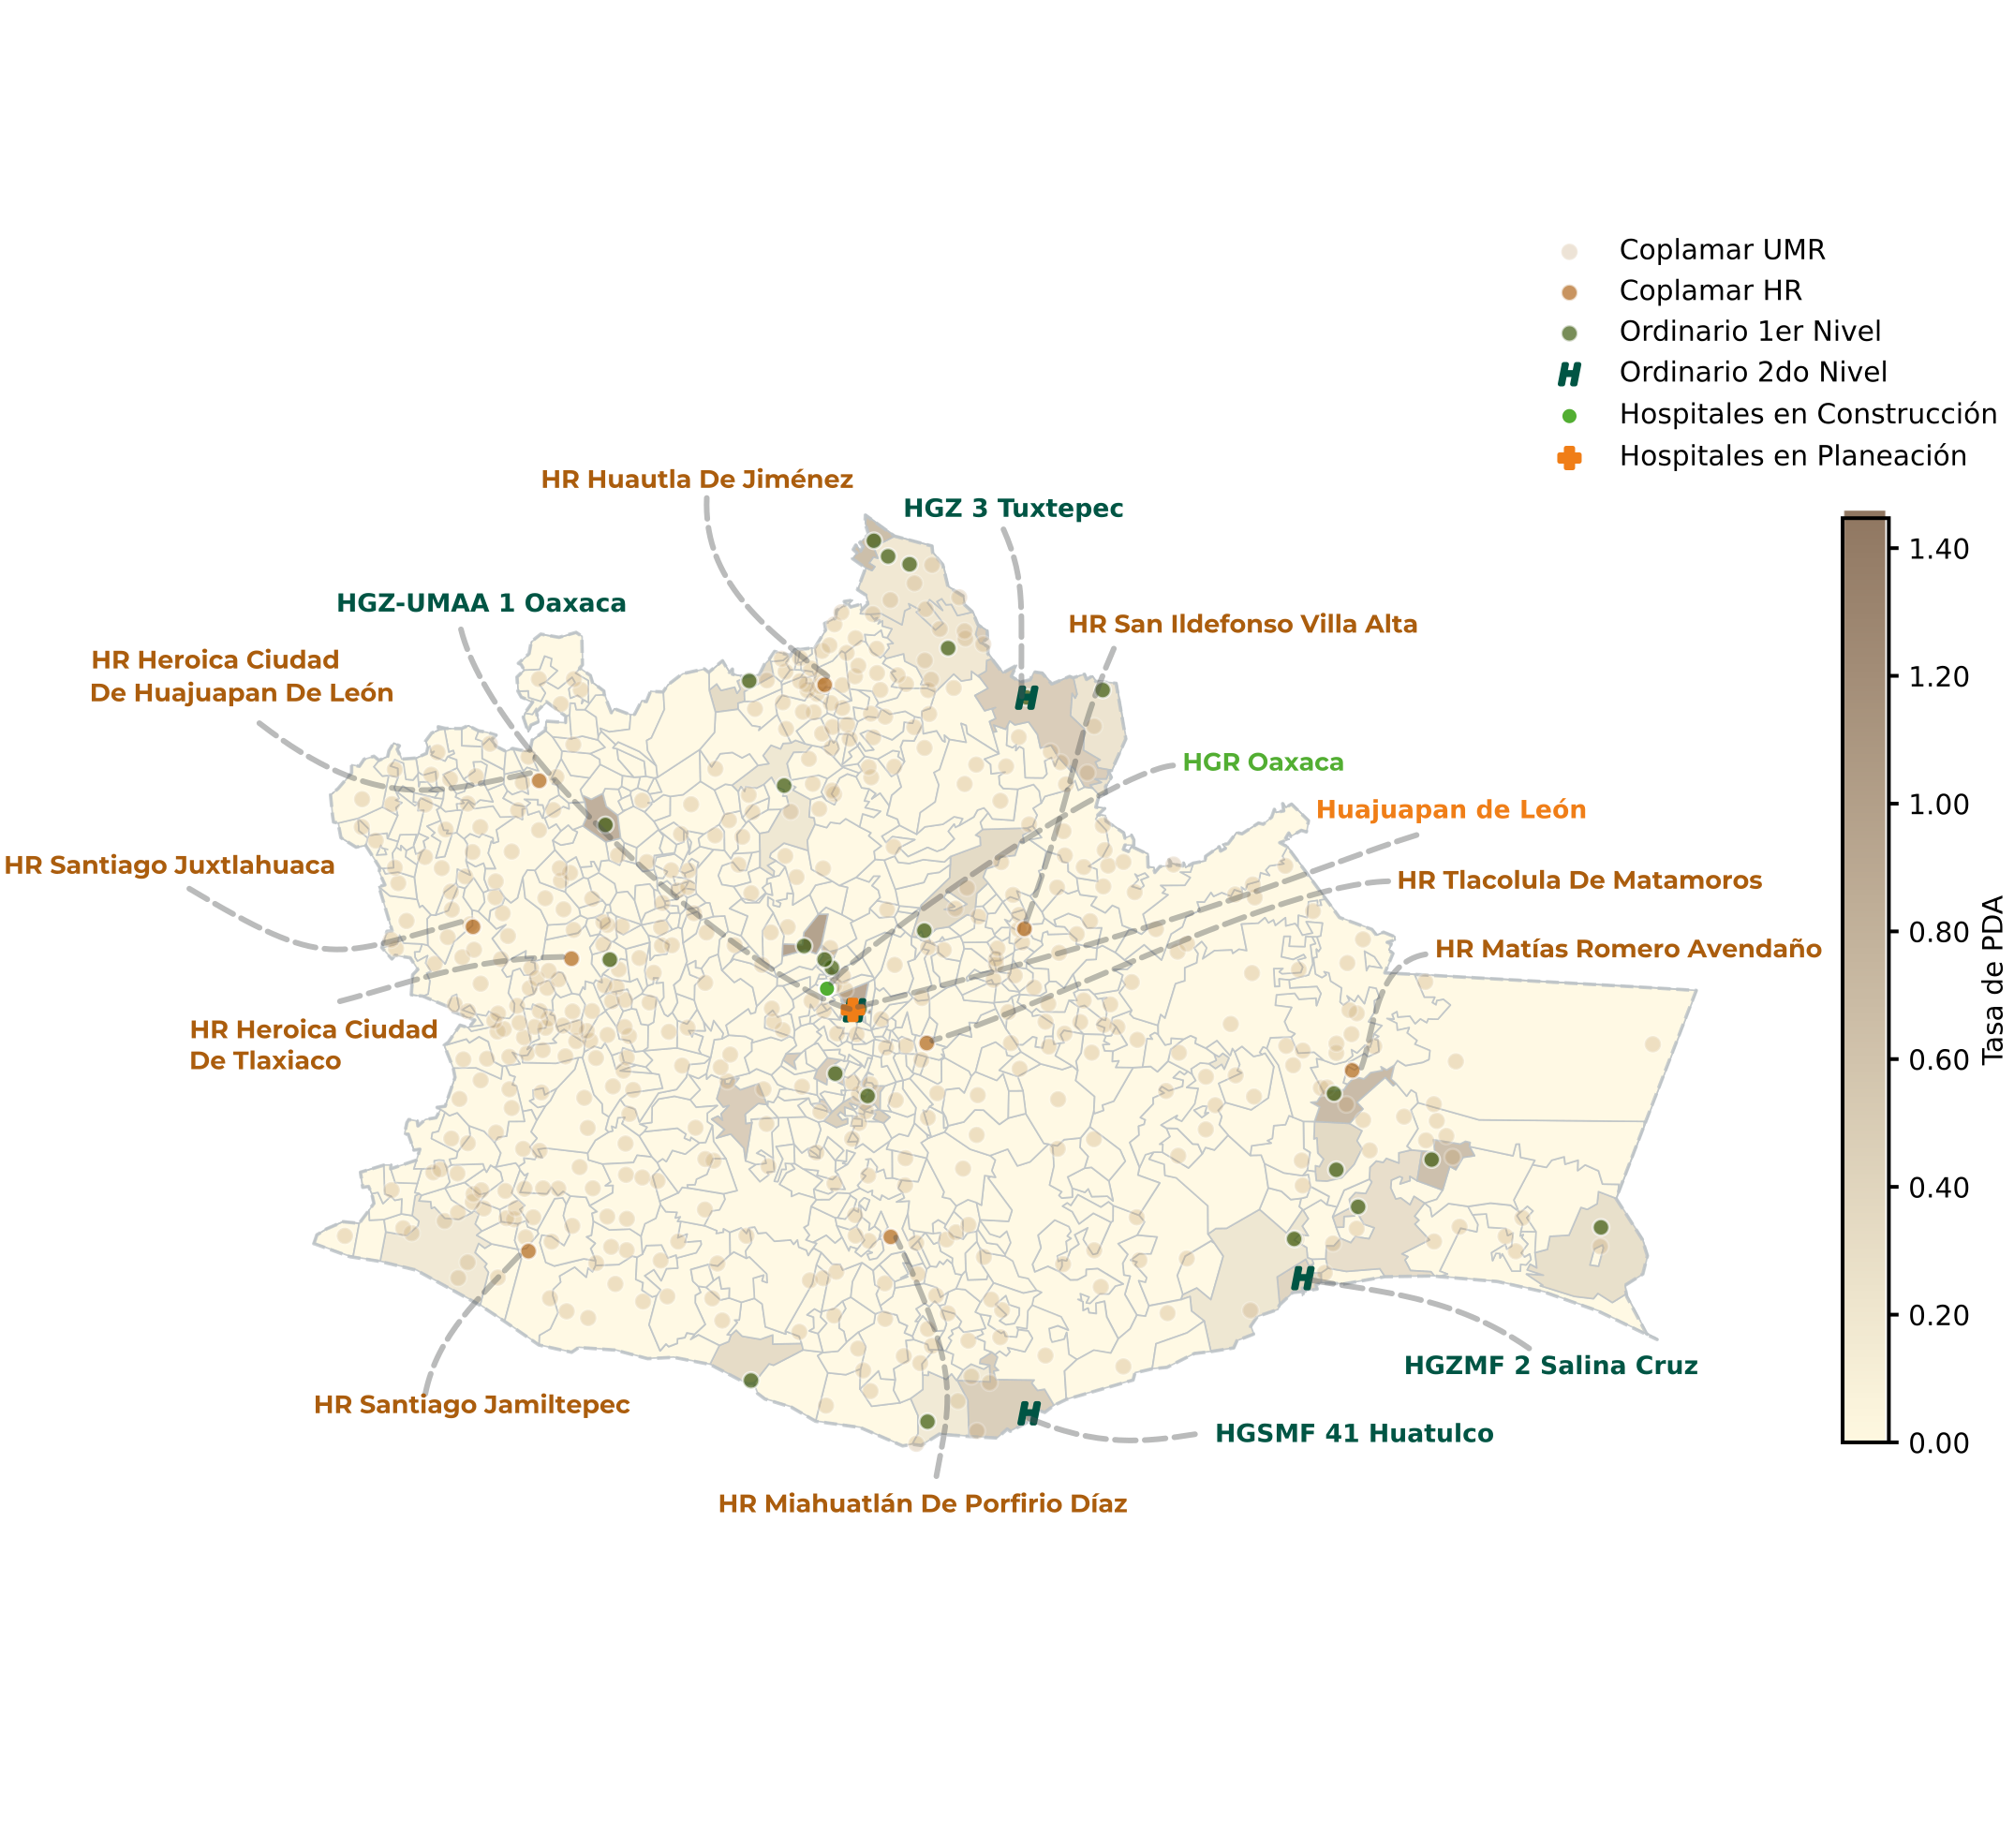 Coplamar UMR
Coplamar HR
Ordinario 1er Nivel
H Ordinario 2do Nivel
Hospitales en Construcción
Hospitales en Planeación
HR Huautla De Jiménez
HGZ 3 Tuxtepec
HGZ-UMAA 1 Oaxaca
HR San Ildefonso Villa Alta
HR Heroica Ciudad
De Huajuapan De León
HGR Oaxaca
Huajuapan de León
HR Santiago Juxtlahuaca
HR Tlacolula De Matamoros
HR Matías Romero Avendaño
HR Heroica Ciudad
De Tlaxiaco
HGZMF 2 Salina Cruz
HR Santiago Jamiltepec
HGSMF 41 Huatulco
HR Miahuatlán De Porfirio Díaz
H
H
H
1.40
1.20
1.00
0.80
0.60
0.40
0.20
0.00
Tasa de PDA